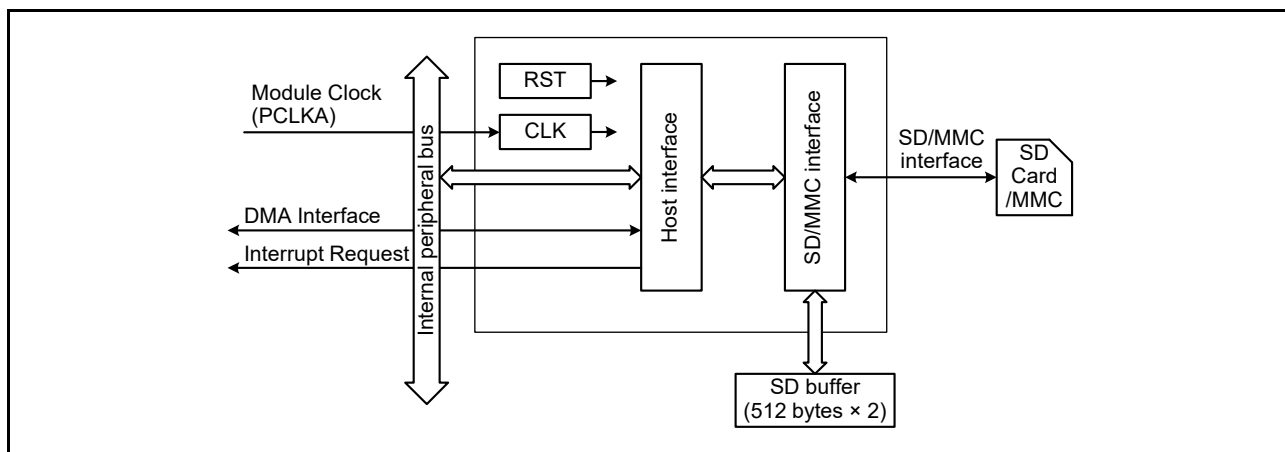 Module Clock
(PCLKA)
RST
CLK
DMA Interface
Interrupt Request
Internal peripheral bus
Host interface
SD/MMC interface
SD/MMC
interface
SD
Card
/MMC
SD buffer
(512 bytes × 2)